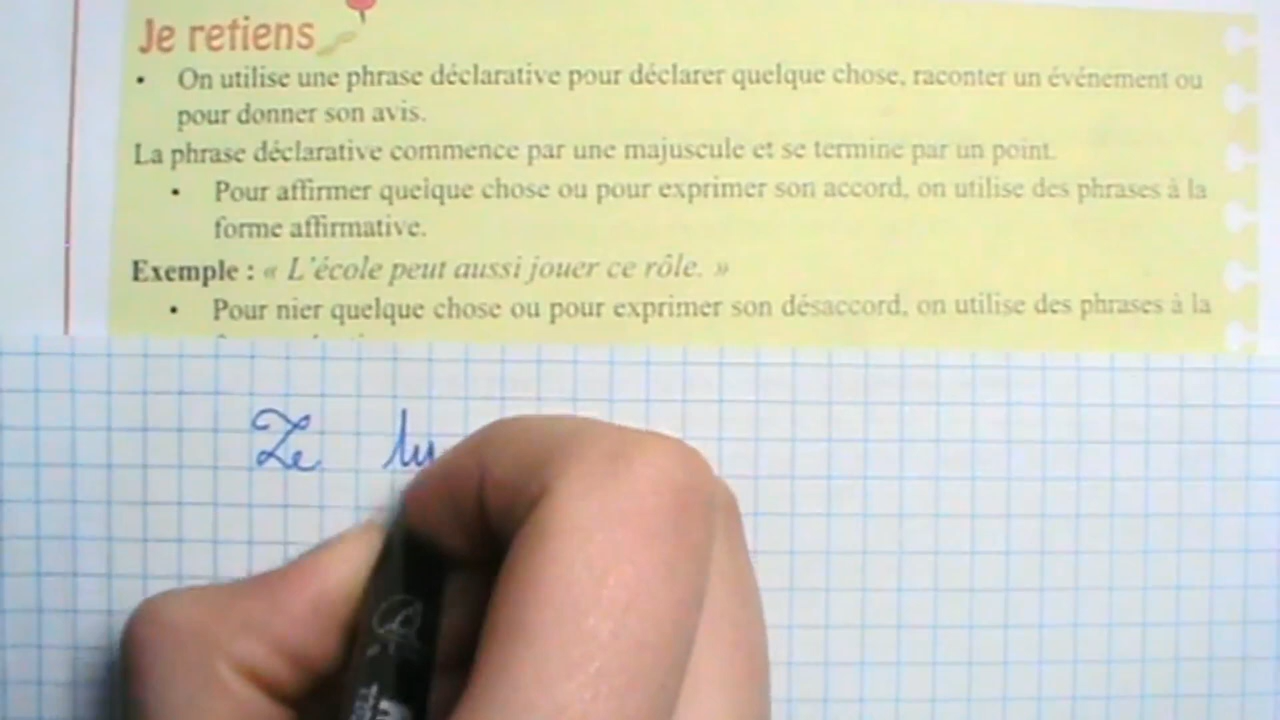 Je retiens
• On utilise une phrase déclarative pour déclarer quelque chose, raconter un événement ou
pour donner son avis.
La phrase déclarative commence par une majuscule et se termine par un point.
• Pour affirmer quelque chose ou pour exprimer son accord, on utilise des phrases à la
forme affirmative.
Exemple : « L'école peut aussi jouer ce rôle. »
• Pour nier quelque chose ou pour exprimer son désaccord, on utilise des phrases à la
Le